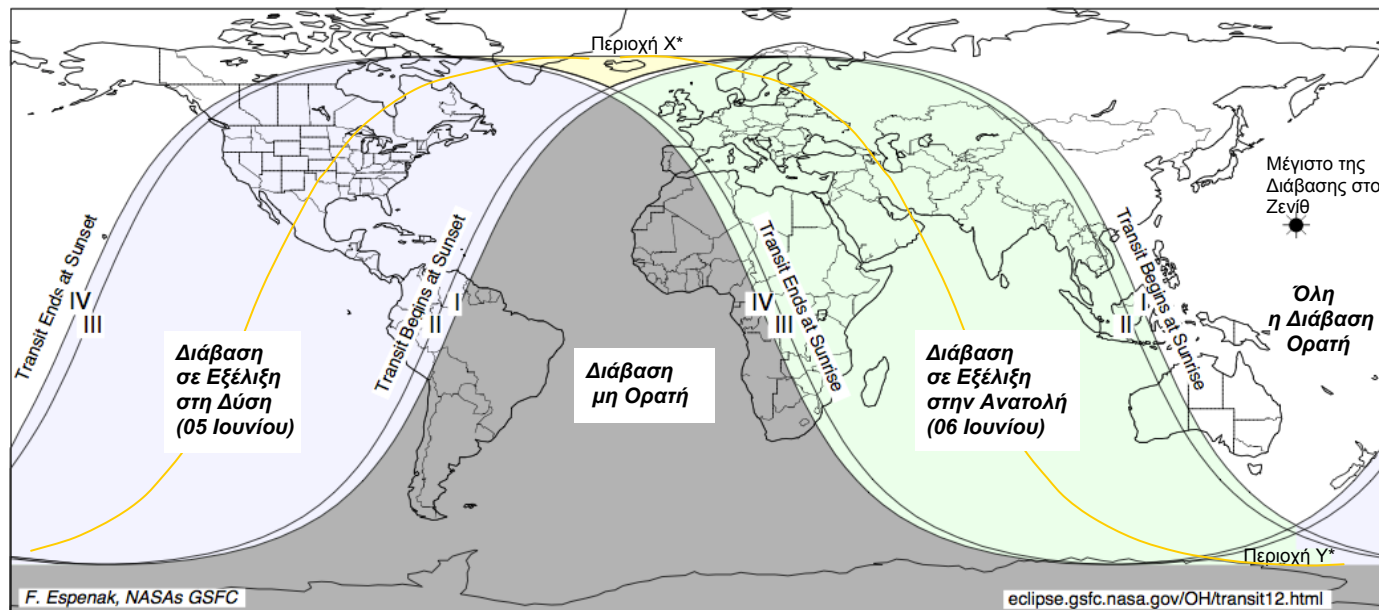 Περιοχή X*
Μέγιστο της
Διάβασης στο
Ζενίθ
Transit Ends at Sunset
IV
III
Transit Begins at Sunset
I
II
Transit Ends at Sunrise
IV
III
Transit Begins at Sunrise
I
II
Όλη
η Διάβαση
Ορατή
Διάβαση
σε Εξέλιξη
στη Δύση
(05 Ιουνίου)
Διάβαση
μη Ορατή
Διάβαση
σε Εξέλιξη
στην Ανατολή
(06 Ιουνίου)
Περιοχή Y*
F. Espenak, NASAs GSFC
eclipse.gsfc.nasa.gov/OH/transit12.html